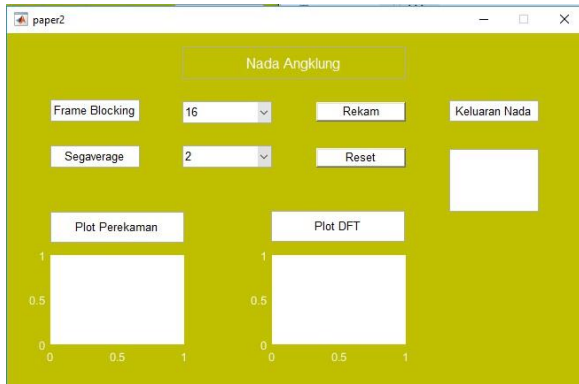 paper2
Nada Angklung
Frame Blocking 16 Rekam Keluaran Nada
Segaverage 2 Reset
Plot Perekaman Plot DFT
1 1
0.5 0.5
0 0
0 0.5 1 0 0.5 1